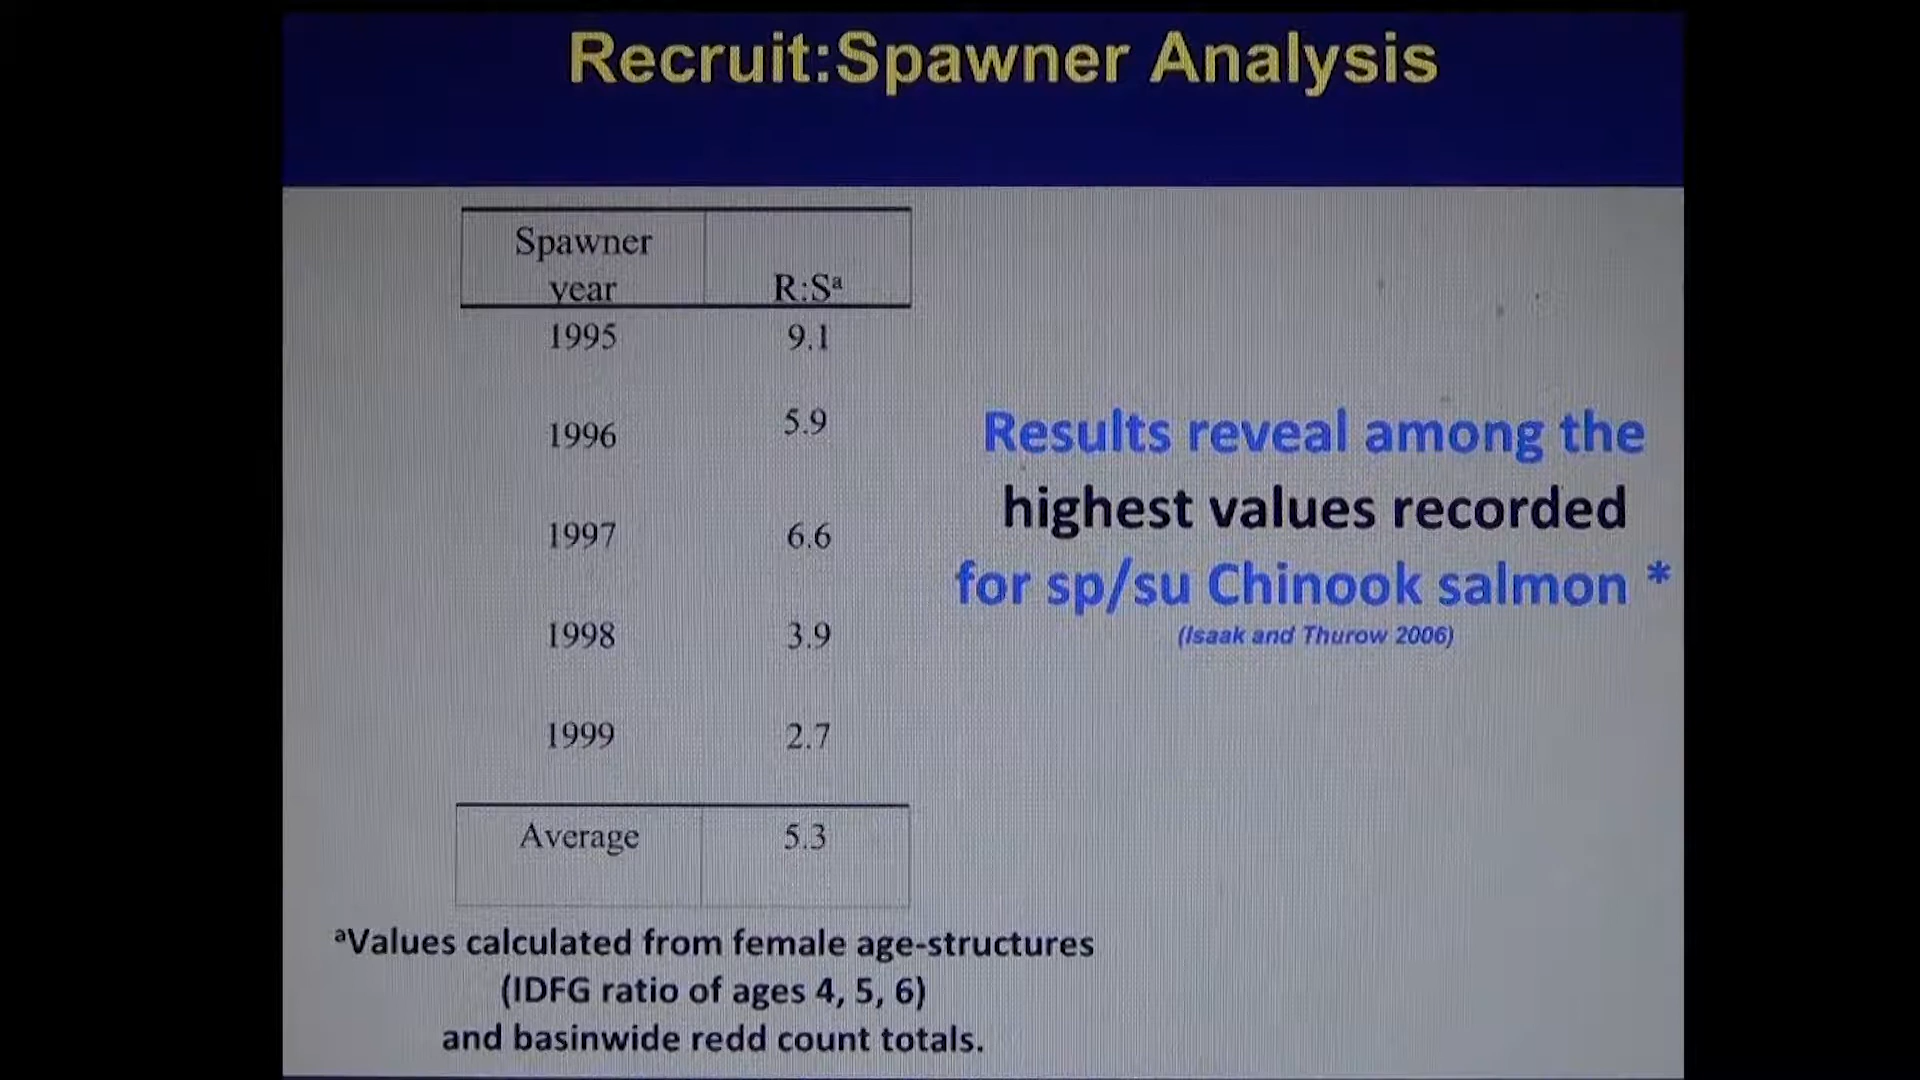 Recruit:Spawner Analysis
Spawner
year
R:Sᵃ
1995 9.1
1996 5.9
1997 6.6
1998 3.9
1999 2.7
Average 5.3
Results reveal among the
highest values recorded
for sp/su Chinook salmon *
(Isaak and Thurow 2006)
ᵃValues calculated from female age-structures
(IDFG ratio of ages 4, 5, 6)
and basinwide redd count totals.